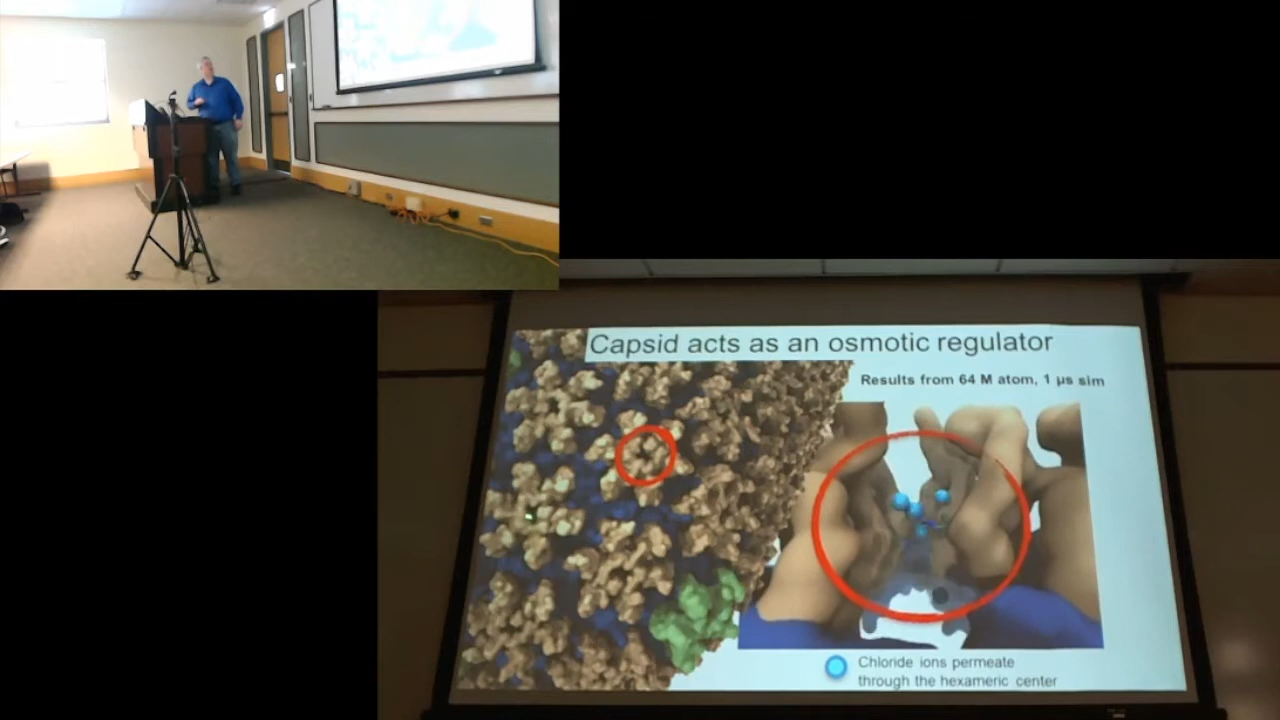 Capsid acts as an osmotic regulator
Results from 64 M atom, 1 μs sim
Chloride ions permeate
through the hexameric center